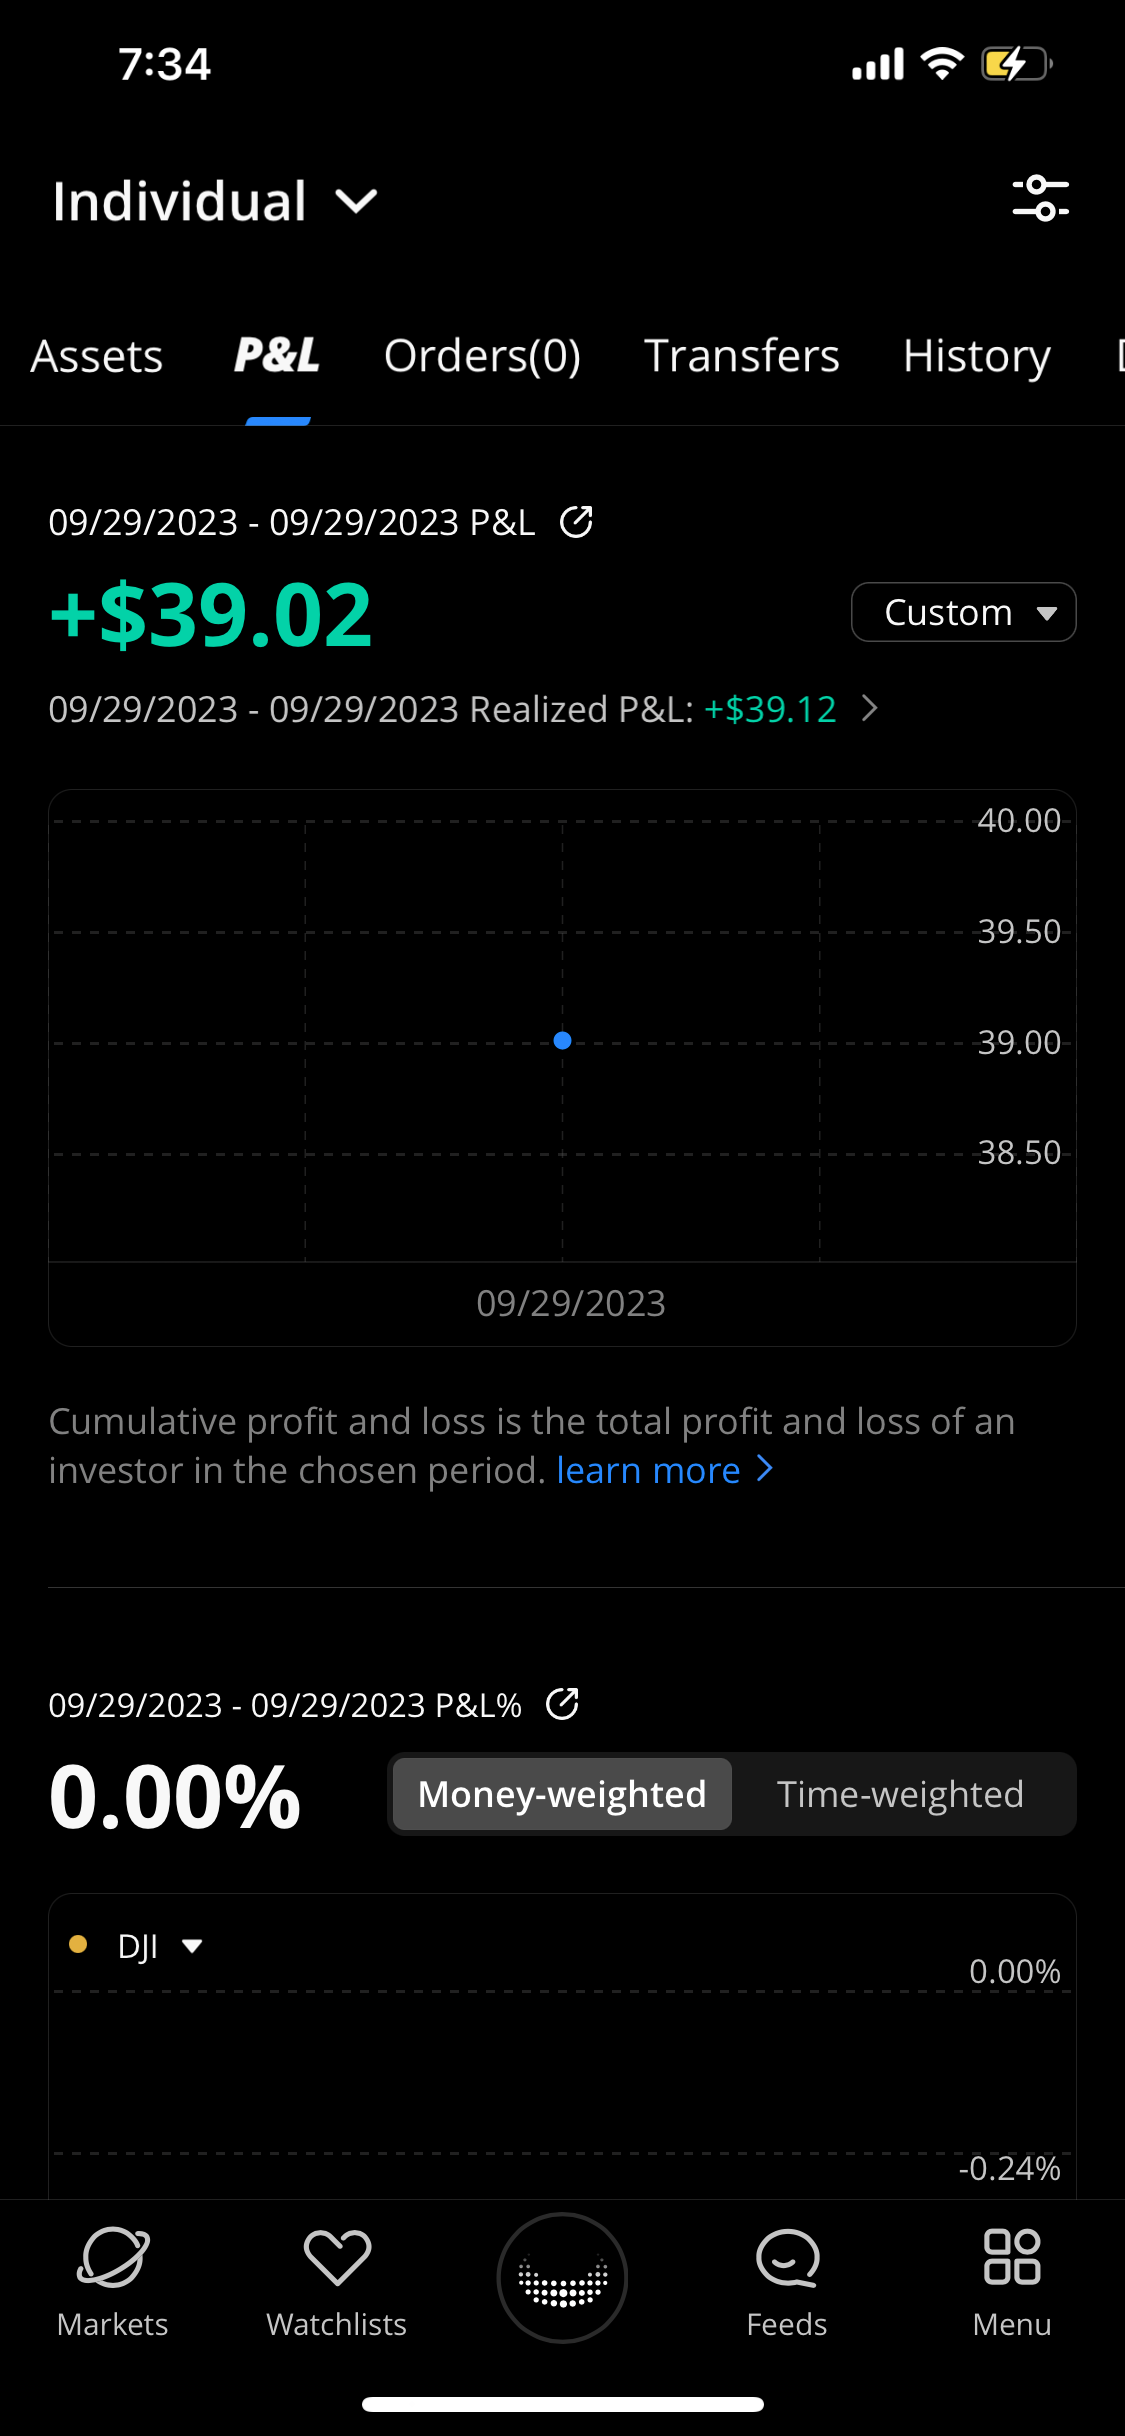 7:34
Individual
Assets P&L Orders(0) Transfers History
09/29/2023 - 09/29/2023 P&L
+$39.02
Custom
09/29/2023 - 09/29/2023 Realized P&L: +$39.12
40.00
39.50
39.00
38.50
09/29/2023
Cumulative profit and loss is the total profit and loss of an
investor in the chosen period. learn more
09/29/2023 - 09/29/2023 P&L%
0.00% Money-weighted Time-weighted
DJI
0.00%
-0.24%
Markets Watchlists Feeds Menu